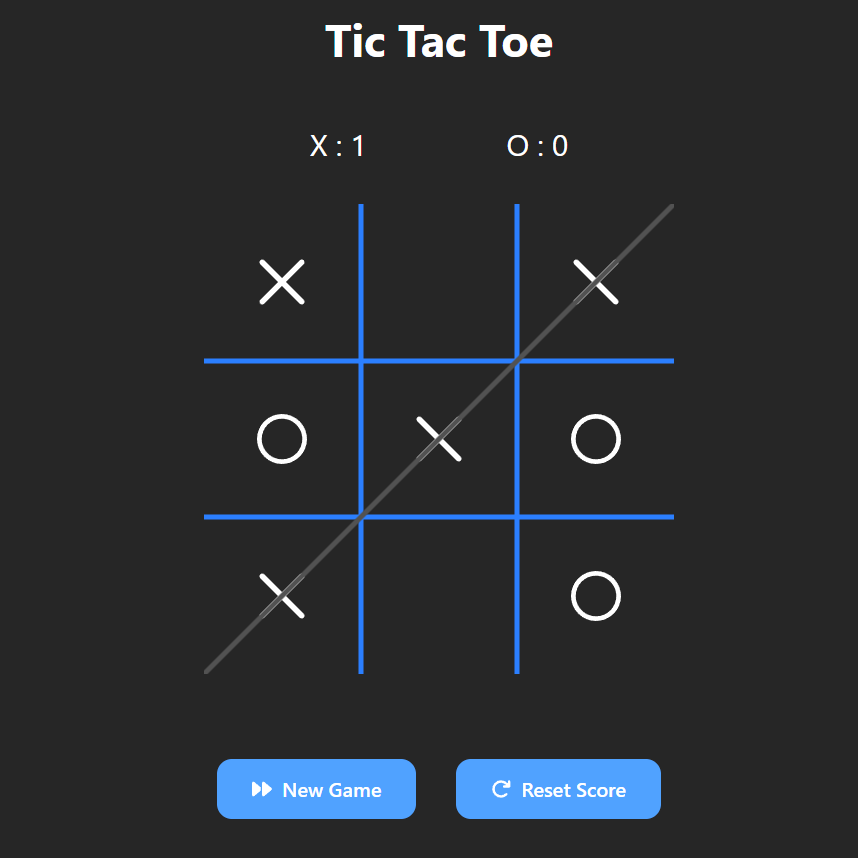 Tic Tac Toe
X : 1 O : 0
X X
O X O
X O
New Game Reset Score